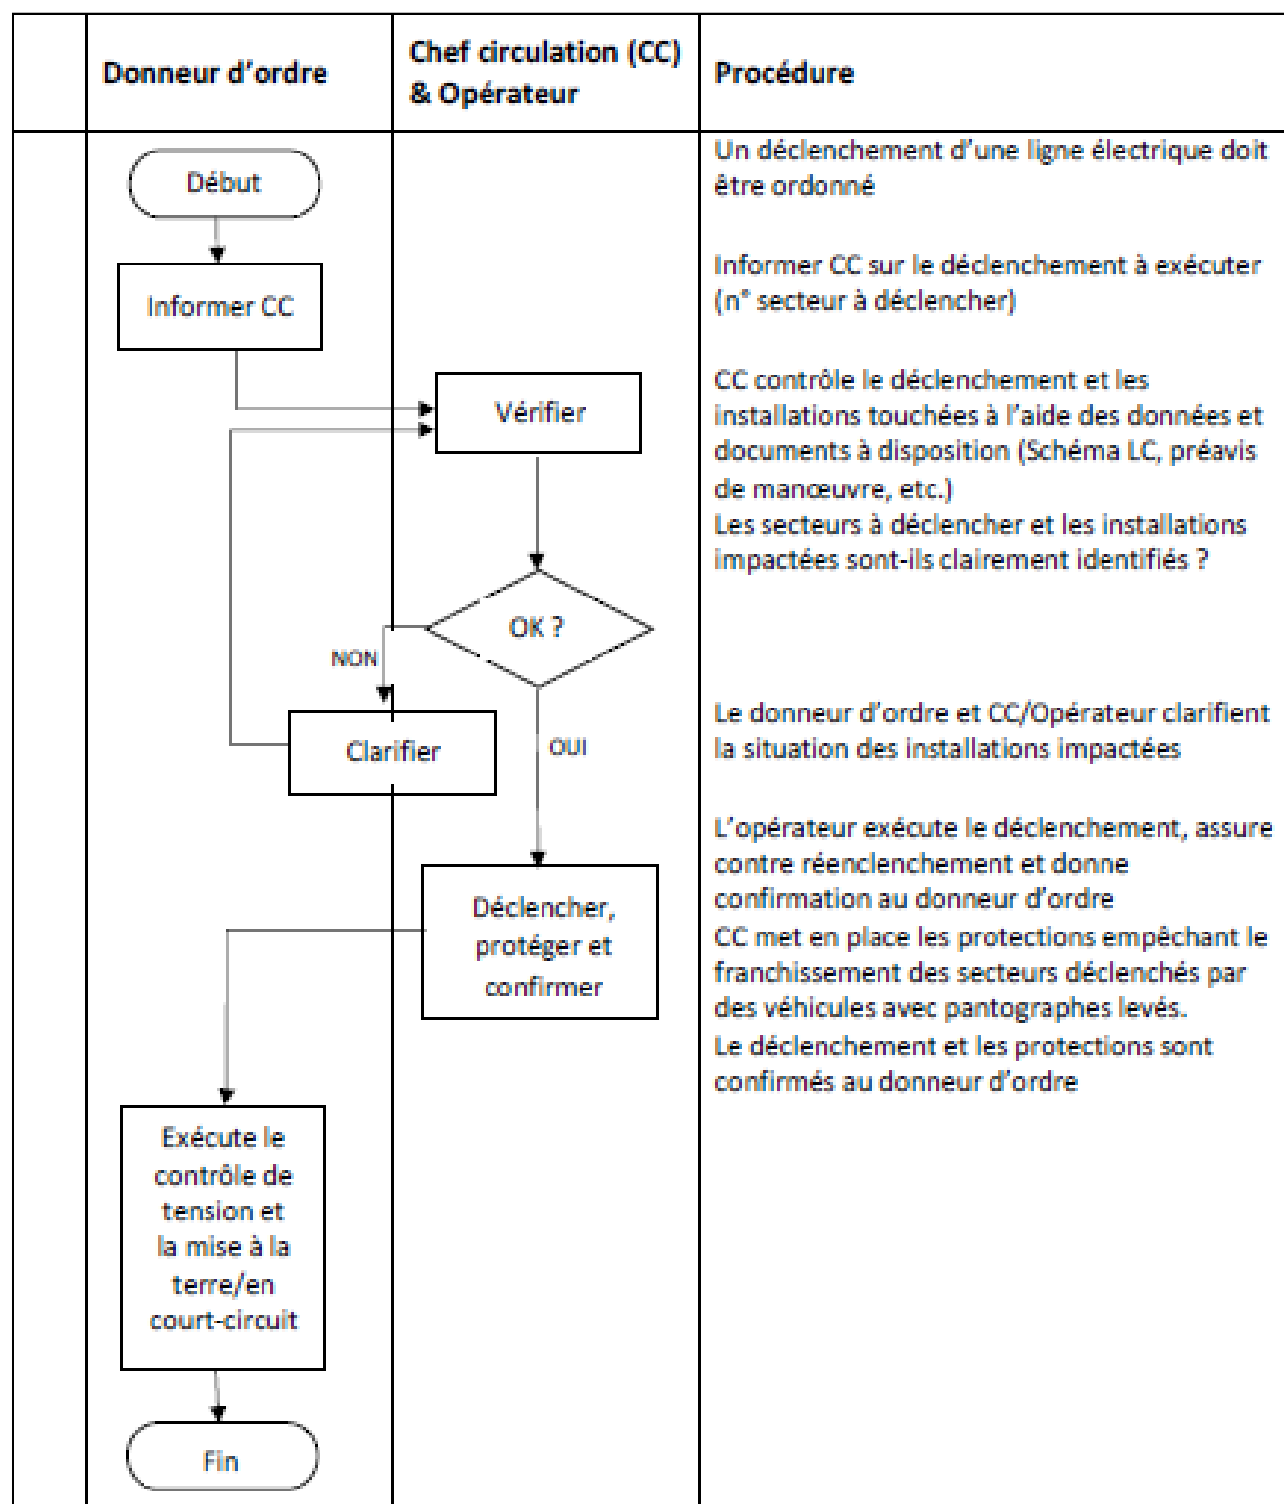 Donneur d'ordre
Chef circulation (CC)
& Opérateur
Procédure
Début
Un déclenchement d'une ligne électrique doit
être ordonné
Informer CC
Informer CC sur le déclenchement à exécuter
(n° secteur à déclencher)
Vérifier
CC contrôle le déclenchement et les
installations touchées à l'aide des données et
documents à disposition (Schéma LC, préavis
de manœuvre, etc.)
Les secteurs à déclencher et les installations
impactées sont-ils clairement identifiés ?
OK ?
NON
Clarifier
OUI
Le donneur d'ordre et CC/Opérateur clarifient
la situation des installations impactées
Déclencher,
protéger et
confirmer
L'opérateur exécute le déclenchement, assure
contre réenclenchement et donne
confirmation au donneur d'ordre
CC met en place les protections empêchant le
franchissement des secteurs déclenchés par
des véhicules avec pantographes levés.
Le déclenchement et les protections sont
confirmés au donneur d'ordre
Exécute le
contrôle de
tension et
la mise à la
terre/en
court-circuit
Fin